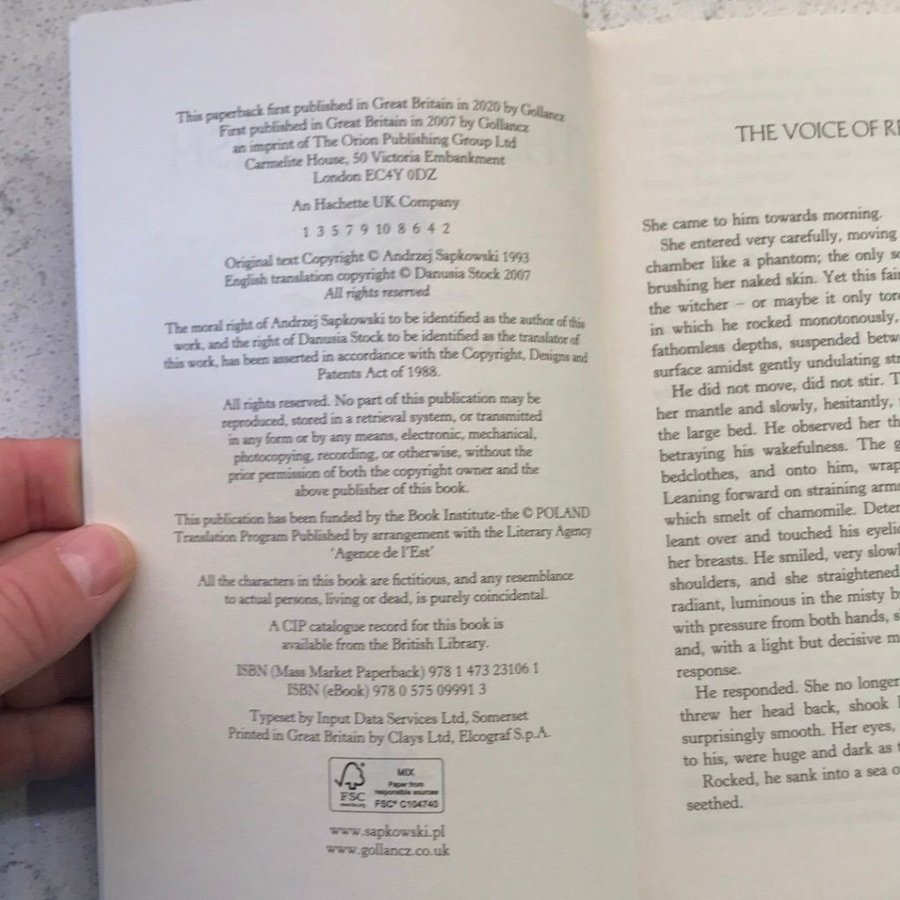 This paperback first published in Great Britain in 2020 by Gollancz
First published in Great Britain in 2007 by Gollancz
an imprint of The Orion Publishing Group Ltd
Carmelite House, 50 Victoria Embankment
London EC4Y 0DZ
An Hachette UK Company
1 3 5 7 9 10 8 6 4 2
Original text Copyright © Andrzej Sapkowski 1993
English translation copyright © Danusia Stock 2007
All rights reserved
The moral right of Andrzej Sapkowski to be identified as the author of this
work, and the right of Danusia Stock to be identified as the translator of
this work, has been asserted in accordance with the Copyright, Designs and
Patents Act of 1988.
All rights reserved. No part of this publication may be
reproduced, stored in a retrieval system, or transmitted
in any form or by any means, electronic, mechanical,
photocopying, recording, or otherwise, without the
prior permission of both the copyright owner and the
above publisher of this book.
This publication has been funded by the Book Institute-the © POLAND
Translation Program Published by arrangement with the Literary Agency
'Agence de l'Est'
All the characters in this book are fictitious, and any resemblance
to actual persons, living or dead, is purely coincidental.
A CIP catalogue record for this book is
available from the British Library.
ISBN (Mass Market Paperback) 978 1 473 23106 1
ISBN (eBook) 978 0 575 09991 3
Typeset by Input Data Services Ltd, Somerset
Printed in Great Britain by Clays Ltd, Elcograf S.p.A.
FSC
MIX
Paper from
responsible sources
FSC® C104740
www.sapkowski.pl
www.gollancz.co.uk
THE VOICE OF
She came to him towards morning.
She entered very carefully, moving
chamber like a phantom; the only
brushing her naked skin. Yet this
the witcher – or maybe it only
in which he rocked monotonously,
fathomless depths, suspended
surface amidst gently undulating
He did not move, did not stir.
her mantle and slowly, hesitantly,
the large bed. He observed her
betraying his wakefulness. The
bedclothes, and onto him,
Leaning forward on straining
which smelt of chamomile.
leant over and touched his
her breasts. He smiled, very
shoulders, and she straightened
radiant, luminous in the misty
with pressure from both hands,
and, with a light but decisive
response.
He responded. She no longer
threw her head back, shook
surprisingly smooth. Her eyes,
to his, were huge and dark as
Rocked, he sank into a sea
seethed.